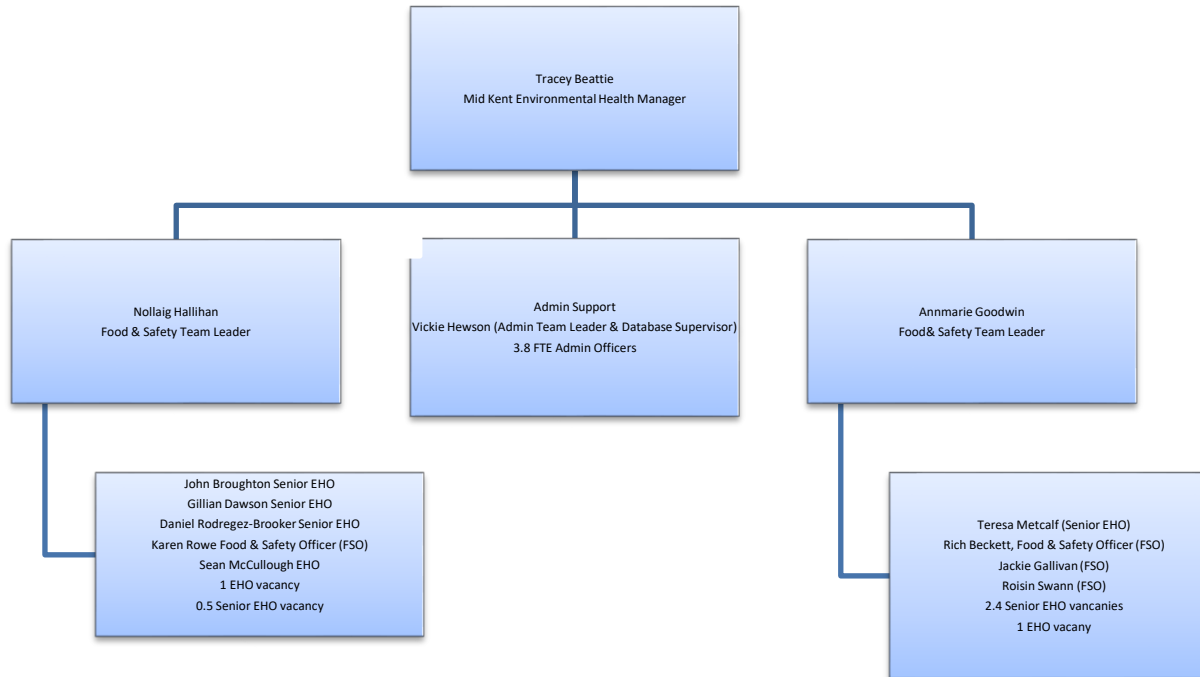 Tracey Beattie
Mid Kent Environmental Health Manager
Nollaig Hallihan
Food & Safety Team Leader
Admin Support
Vickie Hewson (Admin Team Leader & Database Supervisor)
3.8 FTE Admin Officers
Annmarie Goodwin
Food& Safety Team Leader
John Broughton Senior EHO
Gillian Dawson Senior EHO
Daniel Rodregez-Brooker Senior EHO
Karen Rowe Food & Safety Officer (FSO)
Sean McCullough EHO
1 EHO vacancy
0.5 Senior EHO vacancy
Teresa Metcalf (Senior EHO)
Rich Beckett, Food & Safety Officer (FSO)
Jackie Gallivan (FSO)
Roisin Swann (FSO)
2.4 Senior EHO vancanies
1 EHO vacancy